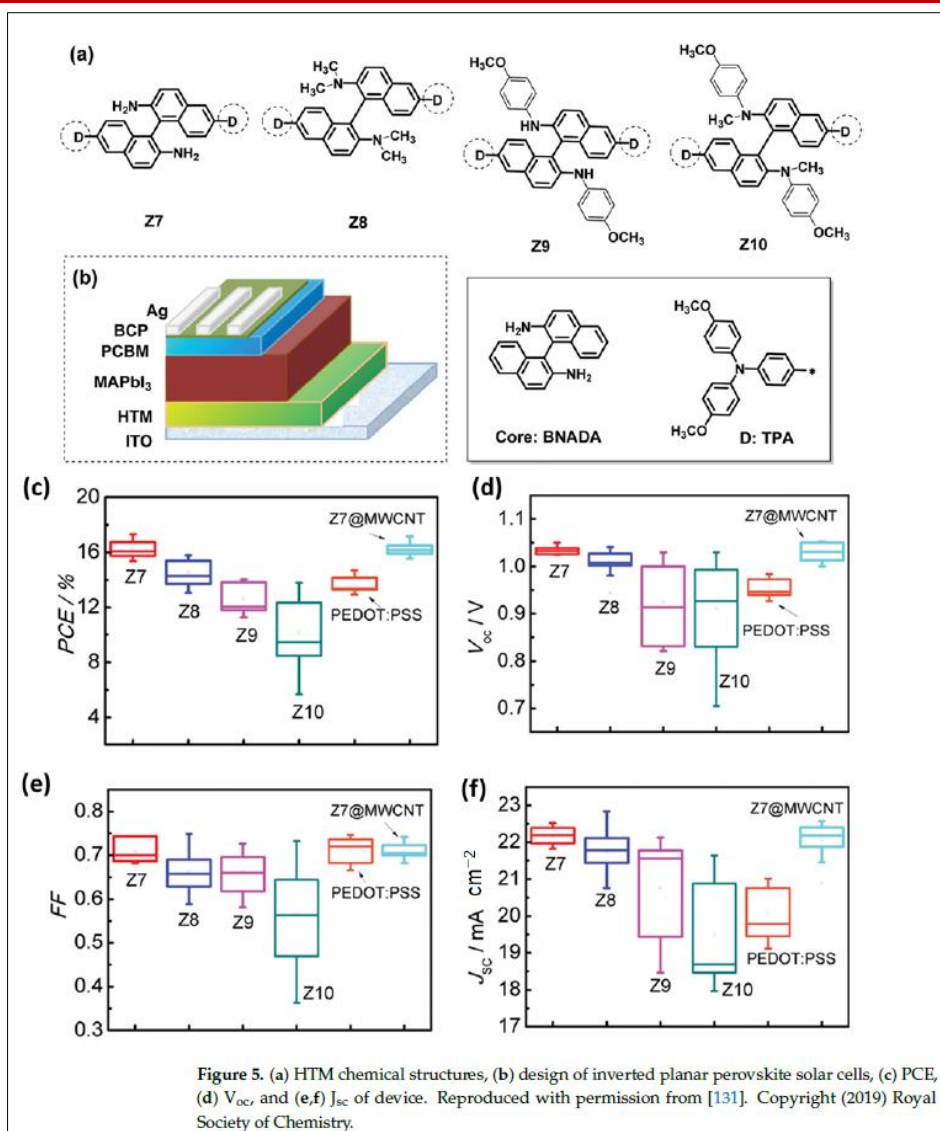 (a)
NH₂
D
D
NH₂
Z7
H₃C
N
CH₃
H₃C
D
D
N
CH₃
CH₃
Z8
H₃CO
HN
D
D
NH
OCH₃
Z9
H₃CO
N
H₃C
D
D
N
CH₃
OCH₃
Z10
(b)
Ag
BCP
PCBM
MAPbI₃
HTM
ITO
H₂N
NH₂
Core: BNADA
H₃CO
N
*
H₃CO
D: TPA
(c)
20
16
12
8
4
PCE / %
Z7
Z8
Z9
Z10
Z7@MWCNT
PEDOT:PSS
(d)
1.1
1.0
0.9
0.8
0.7
Voc / V
Z7
Z8
Z9
Z10
Z7@MWCNT
PEDOT:PSS
(e)
0.8
0.7
0.6
0.5
0.4
0.3
FF
Z7
Z8
Z9
Z10
Z7@MWCNT
PEDOT:PSS
(f)
23
22
21
20
19
18
17
JSC / mA cm−2
Z7
Z8
Z9
Z10
Z7@MWCNT
PEDOT:PSS
Figure 5. (a) HTM chemical structures, (b) design of inverted planar perovskite solar cells, (c) PCE,
(d) Voc, and (e,f) Jsc of device. Reproduced with permission from [131]. Copyright (2019) Royal
Society of Chemistry.